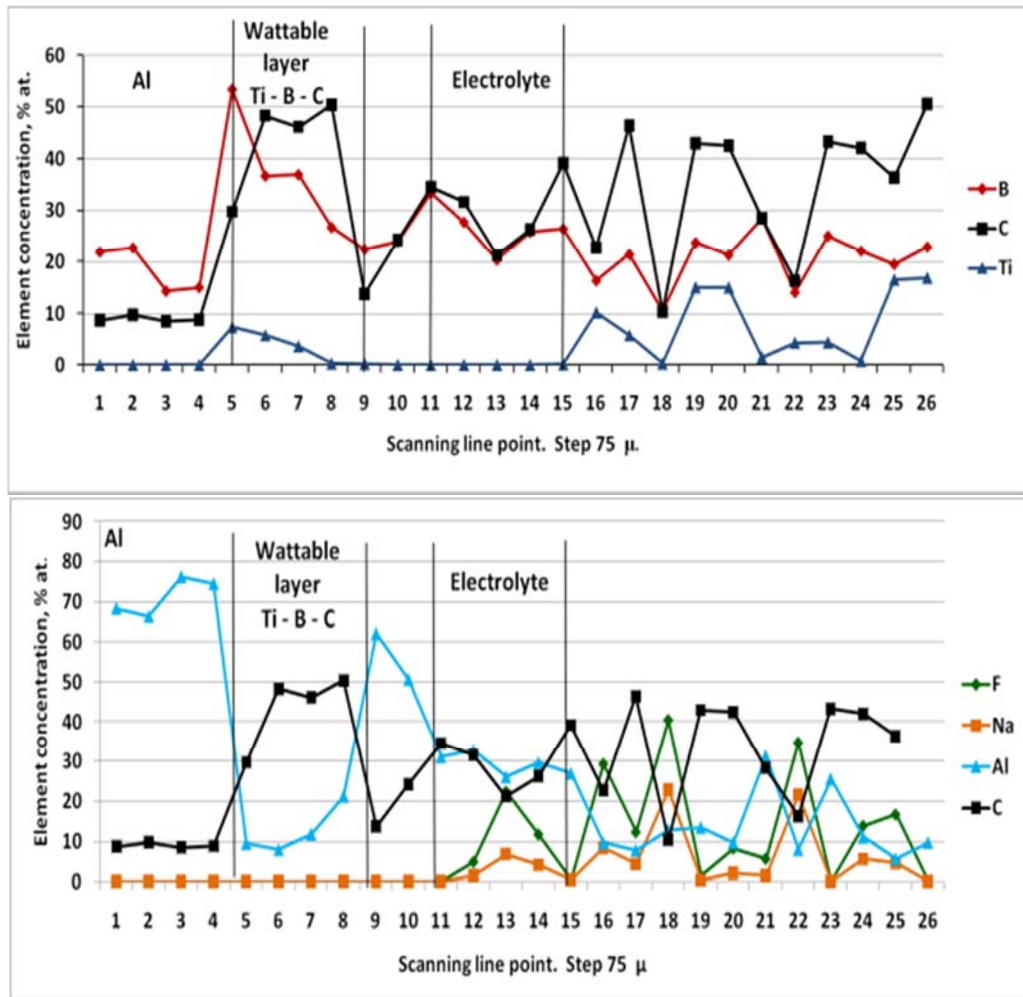 Element concentration, % at.
60
50
40
30
20
10
0
Al
Wattable
layer
Ti - B - C
Electrolyte
B
C
Ti
1 2 3 4 5 6 7 8 9 10 11 12 13 14 15 16 17 18 19 20 21 22 23 24 25 26
Scanning line point. Step 75 μ.
Element concentration, % at.
90
80
70
60
50
40
30
20
10
0
Al
Wattable
layer
Ti - B - C
Electrolyte
F
Na
Al
C
1 2 3 4 5 6 7 8 9 10 11 12 13 14 15 16 17 18 19 20 21 22 23 24 25 26
Scanning line point. Step 75 μ